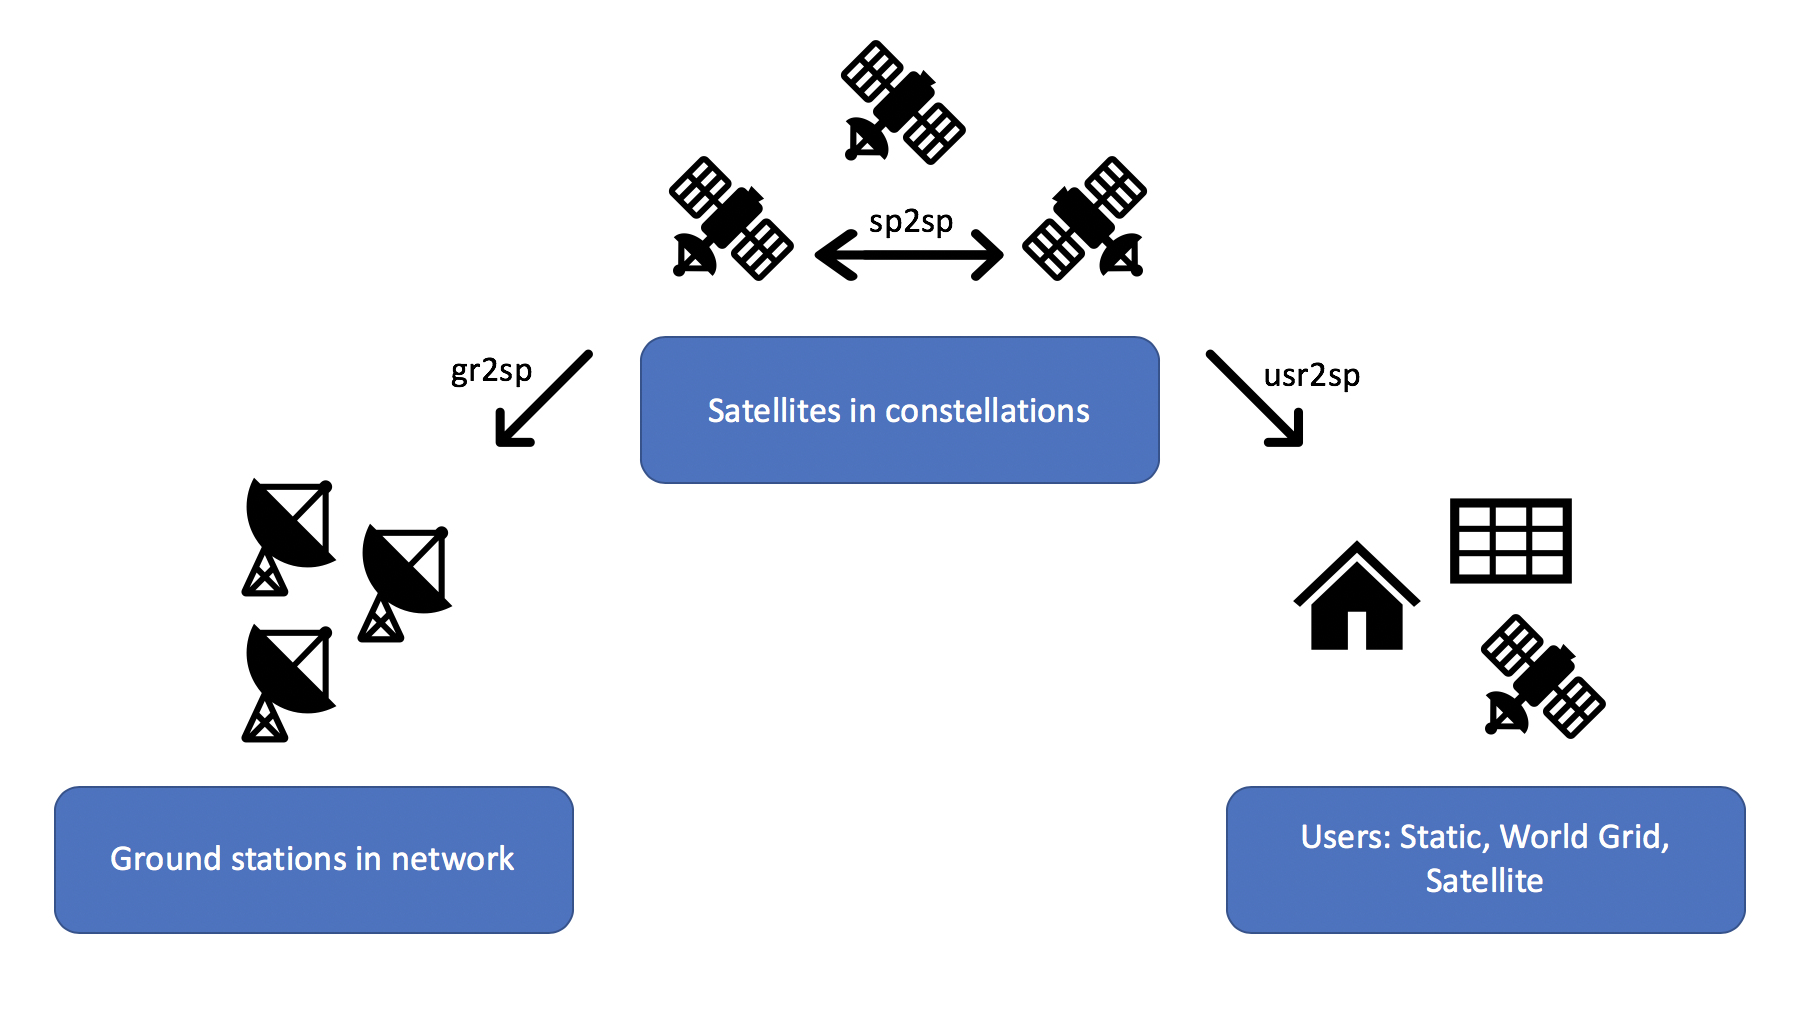 sp2sp
gr2sp
usr2sp
Satellites in constellations
Ground stations in network
Users: Static, World Grid,
Satellite